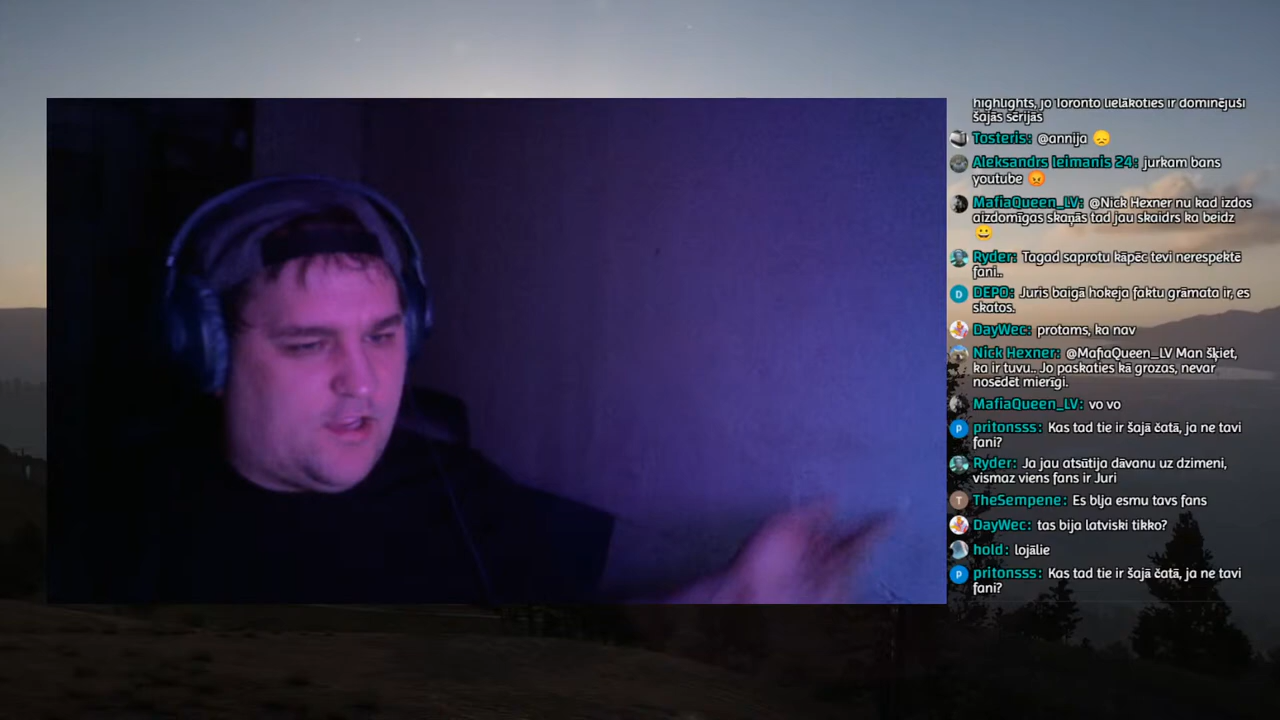 highlights, jo Toronto lielākoties ir dominējuši
šajās sērijās
Tosteris: @annija 😞
Aleksandrs leimanis 24: jurkam bans
youtube 😡
MafiaQueen_LV: @Nick Hexner nu kad izdos
aizdomīgas skaņās tad jau skaidrs ka beidz
😀
Ryder: Tagad saprotu kāpēc tevi nerespektē
fani..
D DEPO: Juris baigā hokeja faktu grāmata ir, es
skatos.
DayWec: protams, ka nav
Nick Hexner: @MafiaQueen_LV Man šķiet,
ka ir tuvu.. Jo paskaties kā grozas, nevar
nosēdēt mierīgi.
MafiaQueen_LV: vo vo
P pritonsss: Kas tad tie ir šajā čatā, ja ne tavi
fani?
Ryder: Ja jau atsūtija dāvanu uz dzimeni,
vismaz viens fans ir Juri
T TheSempene: Es blja esmu tavs fans
DayWec: tas bija latviski tikko?
hold: lojālie
P pritonsss: Kas tad tie ir šajā čatā, ja ne tavi
fani?